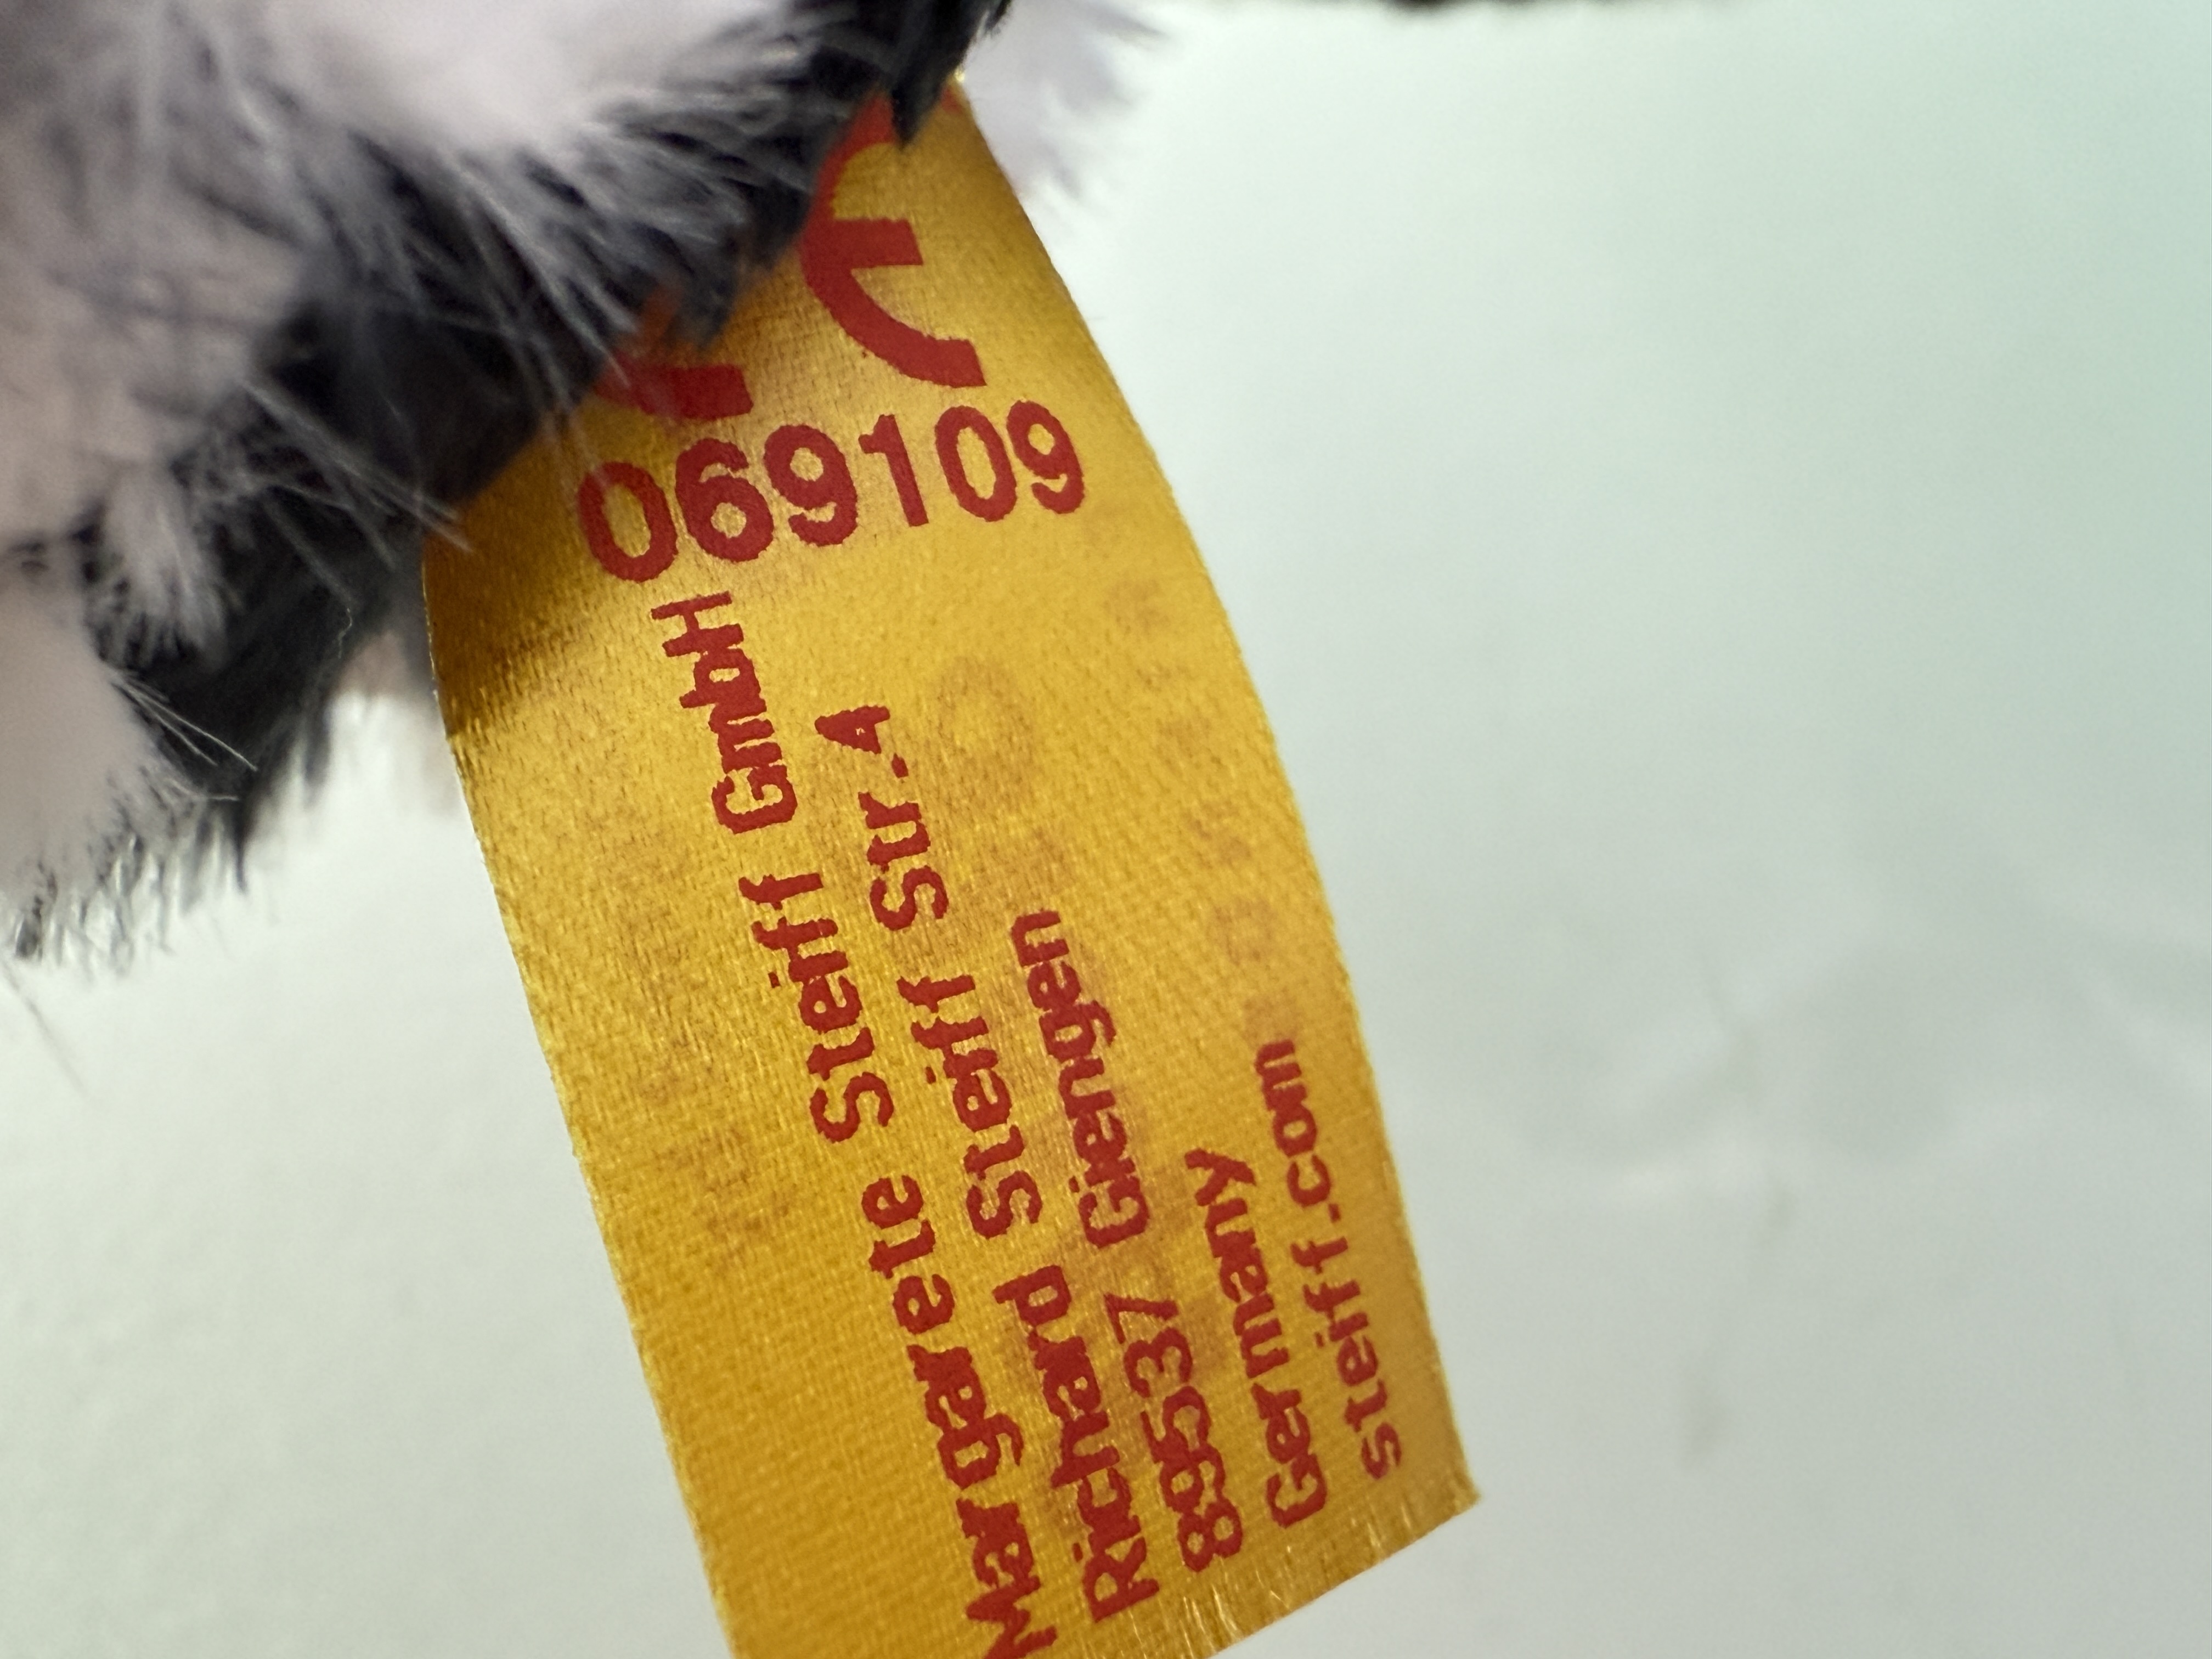 CE
069109
Margarete Steiff GmbH
Richard Steiff Str.4
89537 Giengen
Germany
steiff.com